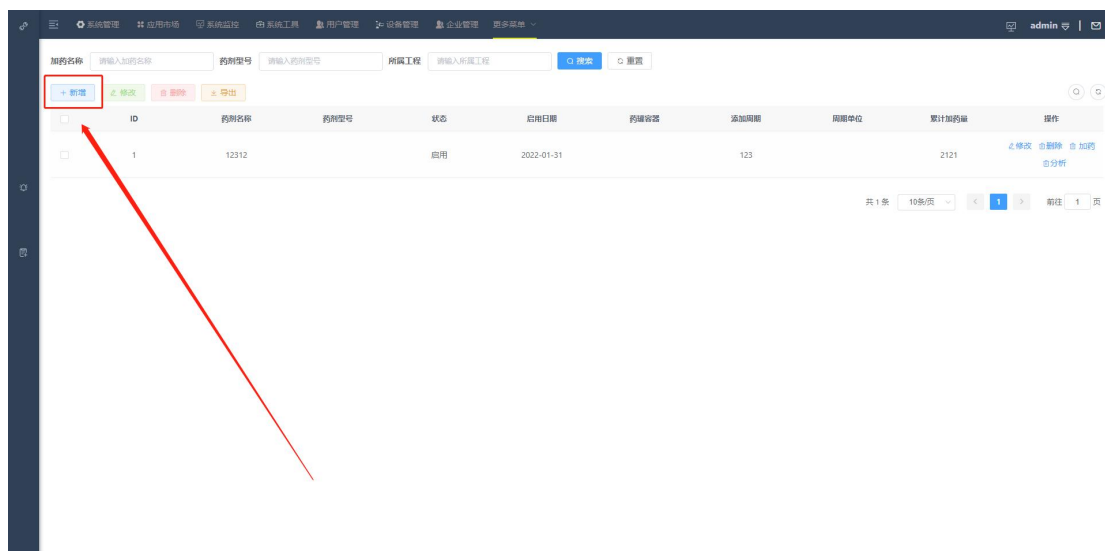 系统管理 应用市场 系统监控 系统工具 用户管理 设备管理 企业管理 更多菜单 admin
加药名称 请输入加药名称 药剂型号 请输入药剂型号 所属工程 请输入所属工程 搜索 重置
+ 新增 修改 删除 导出
ID 药剂名称 药剂型号 状态 启用日期 药罐容器 添加周期 周期单位 累计加药量 操作
1 12312 启用 2022-01-31 123 2121 修改 删除 加药
分析
共 1 条 10条/页 < 1 > 前往 1 页